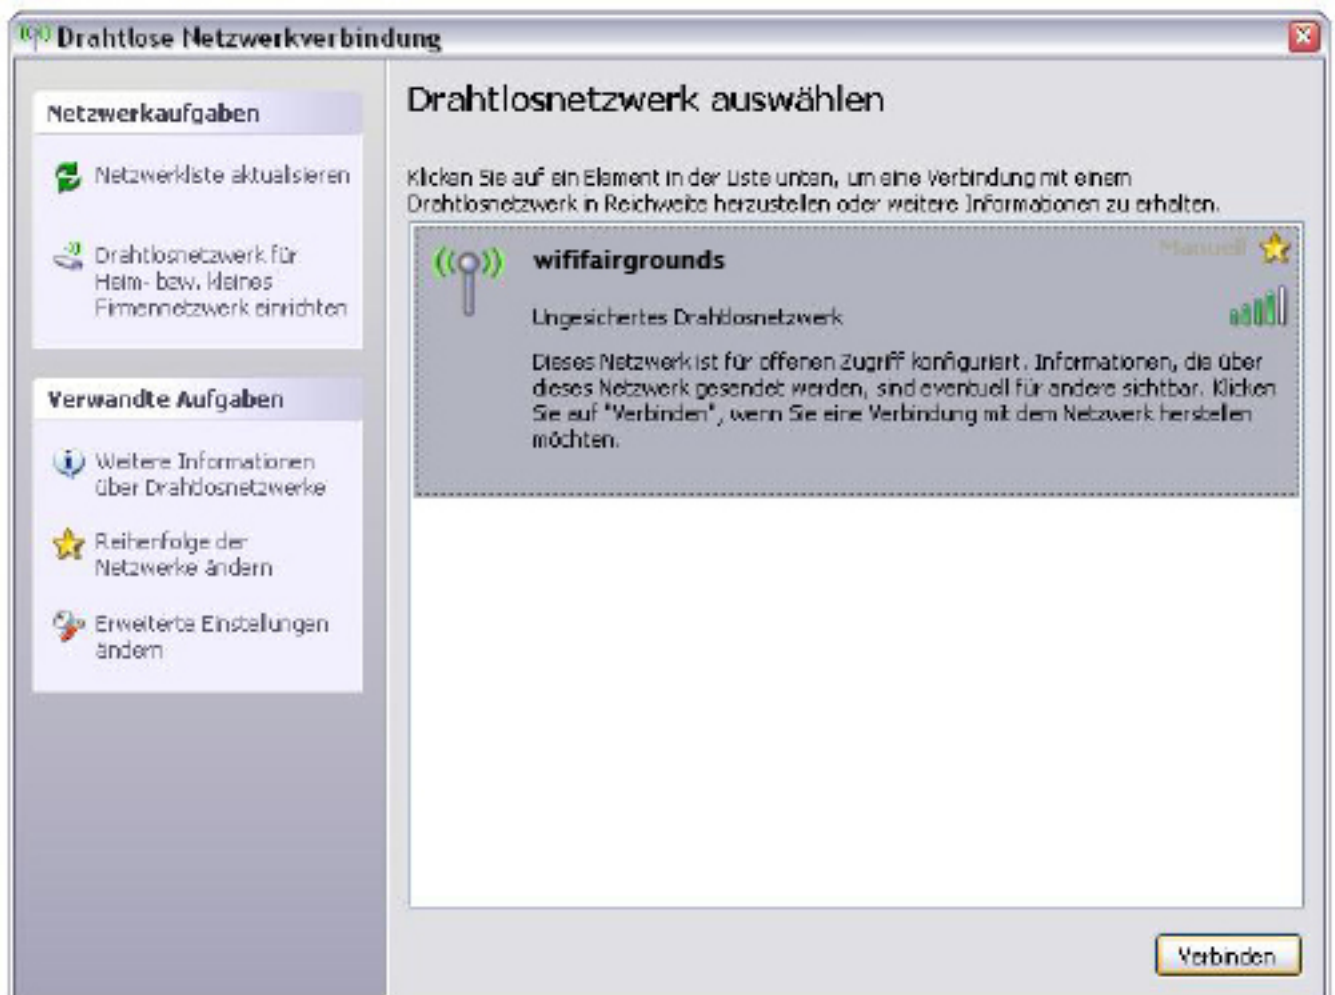 Drahtlose Netzwerkverbindung
Netzwerkaufgaben
Netzwerkliste aktualisieren
Drahtlosnetzwerk für
Heim- bzw. kleines
Firmennetzwerk einrichten
Verwandte Aufgaben
Weitere Informationen
über Drahtlosnetzwerke
Reihenfolge der
Netzwerke ändern
Erweiterte Einstellungen
ändern
Drahtlosnetzwerk auswählen
Klicken Sie auf ein Element in der Liste unten, um eine Verbindung mit einem
Drahtlosnetzwerk in Reichweite herzustellen oder weitere Informationen zu erhalten.
wififairgrounds
Manuell
Ungesichertes Drahtlosnetzwerk
Dieses Netzwerk ist für offenen Zugriff konfiguriert. Informationen, die über
dieses Netzwerk gesendet werden, sind eventuell für andere sichtbar. Klicken
Sie auf "Verbinden", wenn Sie eine Verbindung mit dem Netzwerk herstellen
möchten.
Verbinden